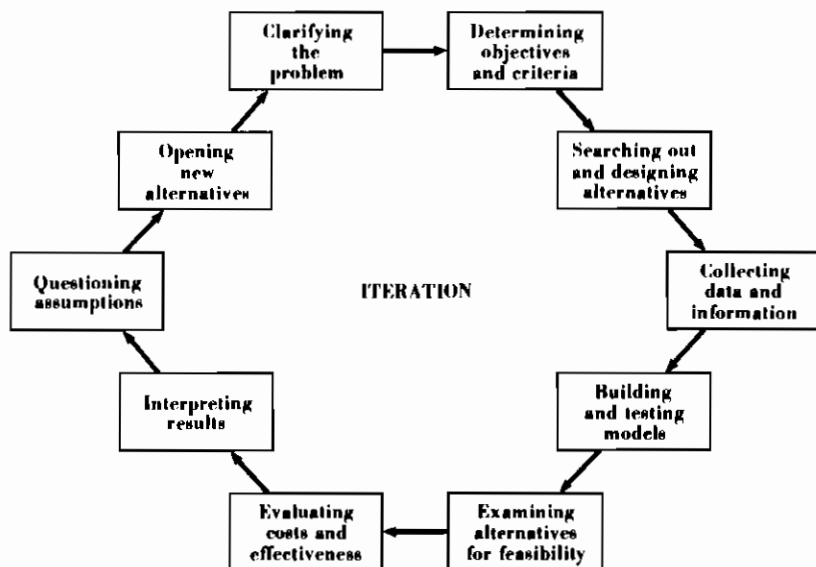 Clarifying
the
problem
Determining
objectives
and criteria
Searching out
and designing
alternatives
Collecting
data and
information
Building
and testing
models
Examining
alternatives
for feasibility
Evaluating
costs and
effectiveness
Interpreting
results
Questioning
assumptions
Opening
new
alternatives
ITERATION